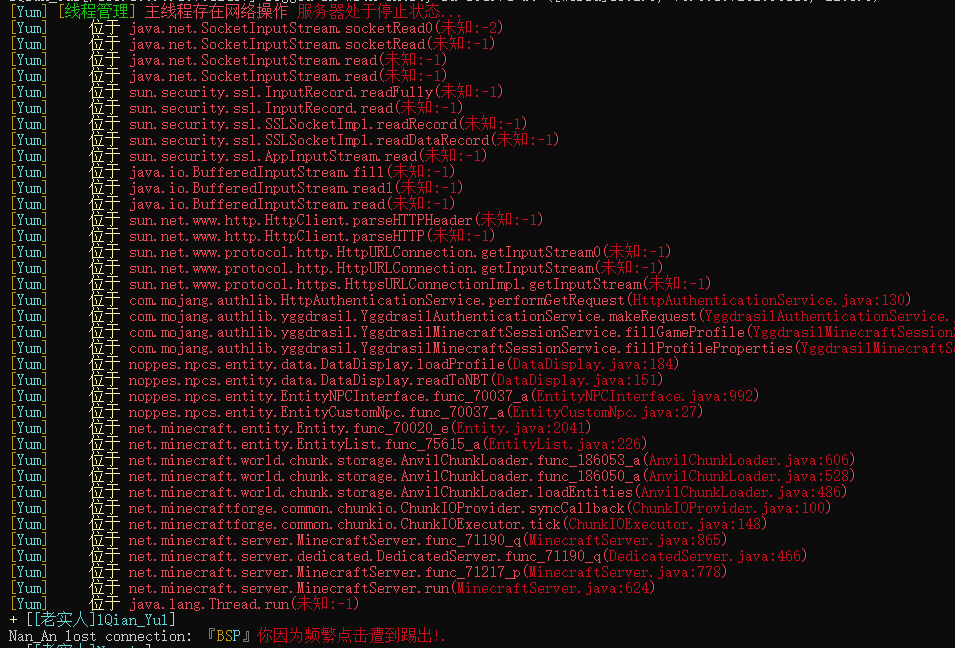 [Yum] [线程管理] 主线程存在网络操作 服务器处于停止状态...
[Yum] 位于 java.net.SocketInputStream.socketRead0(未知:-2)
[Yum] 位于 java.net.SocketInputStream.socketRead(未知:-1)
[Yum] 位于 java.net.SocketInputStream.read(未知:-1)
[Yum] 位于 java.net.SocketInputStream.read(未知:-1)
[Yum] 位于 sun.security.ssl.InputRecord.readFully(未知:-1)
[Yum] 位于 sun.security.ssl.InputRecord.read(未知:-1)
[Yum] 位于 sun.security.ssl.SSLSocketImpl.readRecord(未知:-1)
[Yum] 位于 sun.security.ssl.SSLSocketImpl.readDataRecord(未知:-1)
[Yum] 位于 sun.security.ssl.AppInputStream.read(未知:-1)
[Yum] 位于 java.io.BufferedInputStream.fill(未知:-1)
[Yum] 位于 java.io.BufferedInputStream.read1(未知:-1)
[Yum] 位于 java.io.BufferedInputStream.read(未知:-1)
[Yum] 位于 sun.net.www.http.HttpClient.parseHTTPHeader(未知:-1)
[Yum] 位于 sun.net.www.http.HttpClient.parseHTTP(未知:-1)
[Yum] 位于 sun.net.www.protocol.http.HttpURLConnection.getInputStream0(未知:-1)
[Yum] 位于 sun.net.www.protocol.http.HttpURLConnection.getInputStream(未知:-1)
[Yum] 位于 sun.net.www.protocol.https.HttpsURLConnectionImpl.getInputStream(未知:-1)
[Yum] 位于 com.mojang.authlib.HttpAuthenticationService.performGetRequest(HttpAuthenticationService.java:130)
[Yum] 位于 com.mojang.authlib.yggdrasil.YggdrasilAuthenticationService.makeRequest(YggdrasilAuthenticationService.
[Yum] 位于 com.mojang.authlib.yggdrasil.YggdrasilMinecraftSessionService.fillGameProfile(YggdrasilMinecraftSession
[Yum] 位于 com.mojang.authlib.yggdrasil.YggdrasilMinecraftSessionService.fillProfileProperties(YggdrasilMinecraftS
[Yum] 位于 noppes.npcs.entity.data.DataDisplay.loadProfile(DataDisplay.java:184)
[Yum] 位于 noppes.npcs.entity.data.DataDisplay.readToNBT(DataDisplay.java:151)
[Yum] 位于 noppes.npcs.entity.EntityNPCInterface.func_70037_a(EntityNPCInterface.java:992)
[Yum] 位于 noppes.npcs.entity.EntityCustomNpc.func_70037_a(EntityCustomNpc.java:27)
[Yum] 位于 net.minecraft.entity.Entity.func_70020_e(Entity.java:2041)
[Yum] 位于 net.minecraft.entity.EntityList.func_75615_a(EntityList.java:226)
[Yum] 位于 net.minecraft.world.chunk.storage.AnvilChunkLoader.func_186053_a(AnvilChunkLoader.java:606)
[Yum] 位于 net.minecraft.world.chunk.storage.AnvilChunkLoader.func_186050_a(AnvilChunkLoader.java:528)
[Yum] 位于 net.minecraft.world.chunk.storage.AnvilChunkLoader.loadEntities(AnvilChunkLoader.java:486)
[Yum] 位于 net.minecraftforge.common.chunkio.ChunkIOProvider.syncCallback(ChunkIOProvider.java:100)
[Yum] 位于 net.minecraftforge.common.chunkio.ChunkIOExecutor.tick(ChunkIOExecutor.java:148)
[Yum] 位于 net.minecraft.server.MinecraftServer.func_71190_q(MinecraftServer.java:865)
[Yum] 位于 net.minecraft.server.dedicated.DedicatedServer.func_71190_q(DedicatedServer.java:466)
[Yum] 位于 net.minecraft.server.MinecraftServer.func_71217_p(MinecraftServer.java:778)
[Yum] 位于 net.minecraft.server.MinecraftServer.run(MinecraftServer.java:624)
[Yum] 位于 java.lang.Thread.run(未知:-1)
+ [[老实人]1Qian_Yu1]
Nan_An lost connection: 『BSP』你因为频繁点击遭到踢出!.